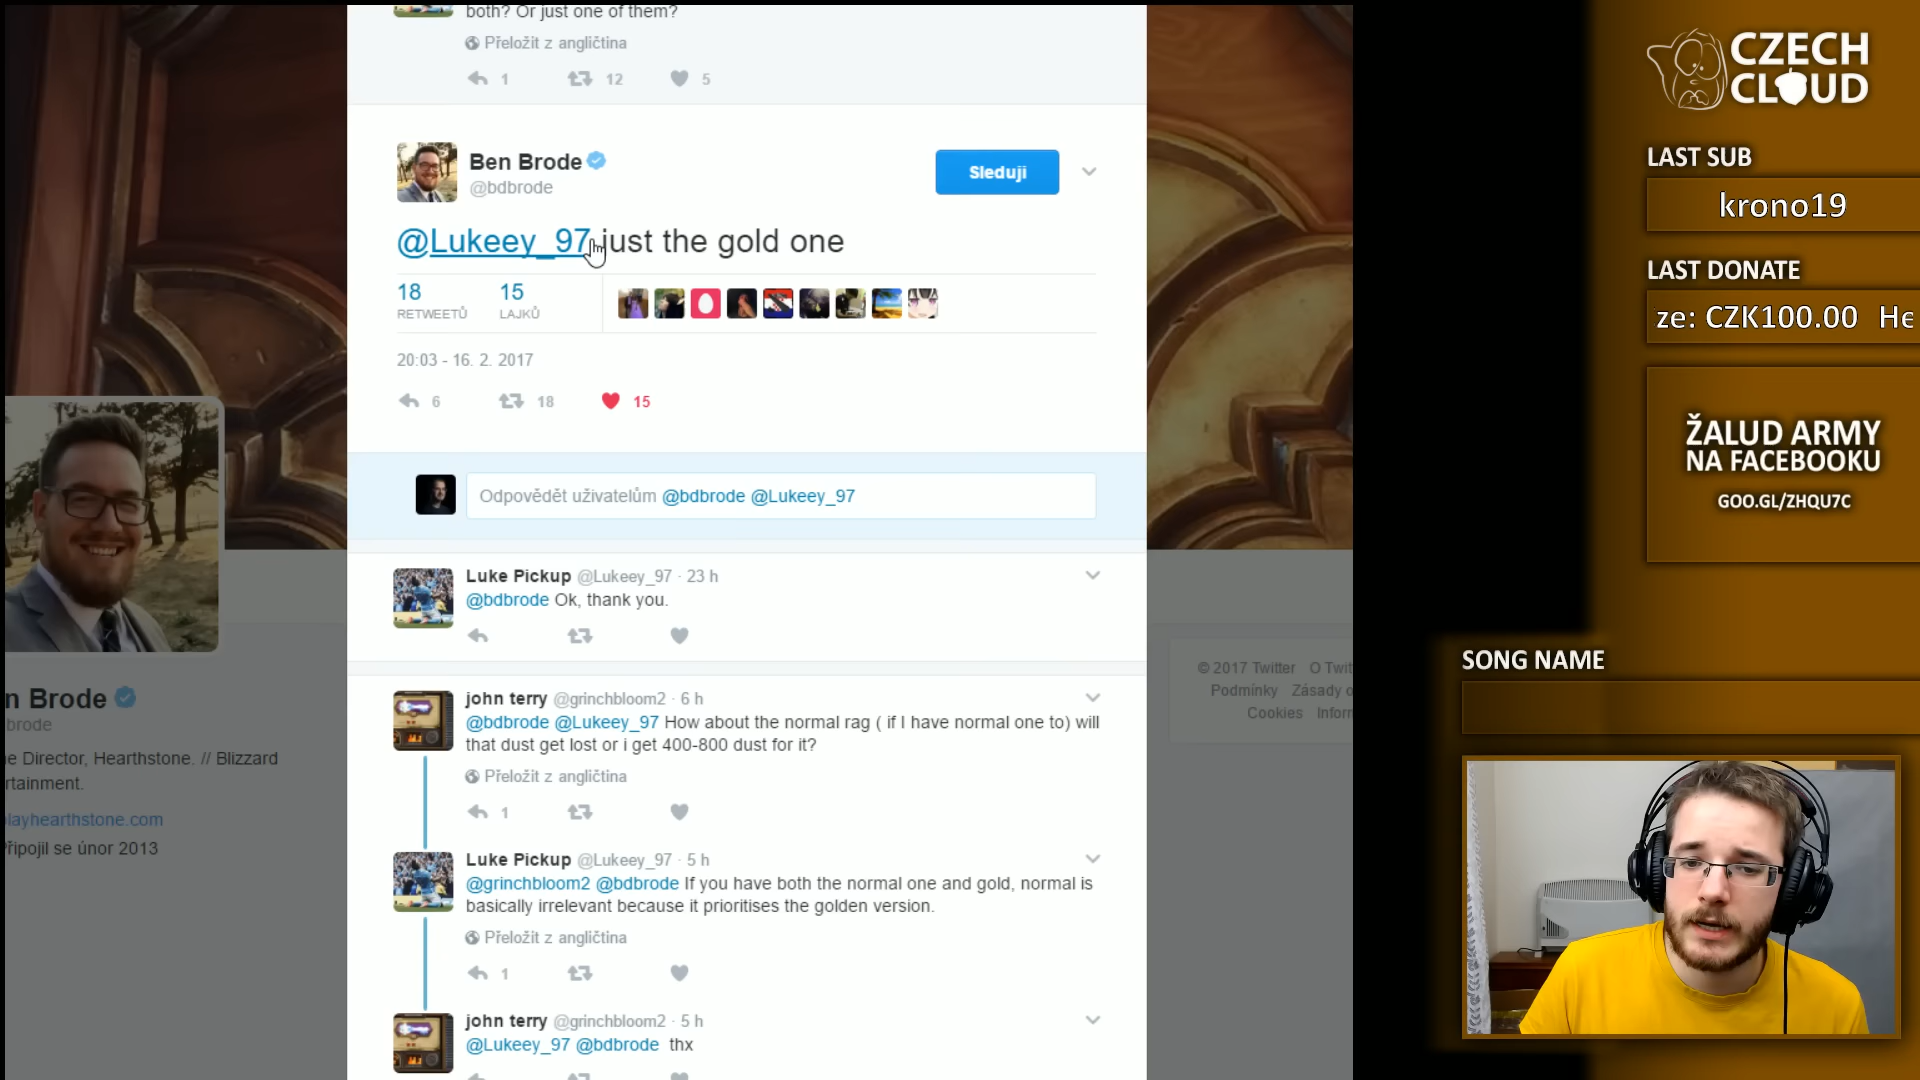 both? Or just one of them?
Přeložit z angličtina
1 12 5
Ben Brode
@bdbrode
Sleduji
@Lukeey_97 just the gold one
18 15
RETWEETŮ LAJKŮ
20:03 - 16. 2. 2017
6 18 15
Odpovědět uživatelům @bdbrode @Lukeey_97
Luke Pickup @Lukeey_97 · 23 h
@bdbrode Ok, thank you.
john terry @grinchbloom2 · 6 h
@bdbrode @Lukeey_97 How about the normal rag ( if I have normal one to) will
that dust get lost or i get 400-800 dust for it?
Přeložit z angličtina
1
Luke Pickup @Lukeey_97 · 5 h
@grinchbloom2 @bdbrode If you have both the normal one and gold, normal is
basically irrelevant because it prioritises the golden version.
Přeložit z angličtina
1
john terry @grinchbloom2 · 5 h
@Lukeey_97 @bdbrode thx
n Brode
brode
e Director, Hearthstone. // Blizzard
rtainment.
layhearthstone.com
řipojil se únor 2013
© 2017 Twitter O Twit
Podmínky Zásady o
Cookies Inforr
CZECH
CLOUD
LAST SUB
krono19
LAST DONATE
ze: CZK100.00 He
ŽALUD ARMY
NA FACEBOOKU
GOO.GL/ZHQU7C
SONG NAME